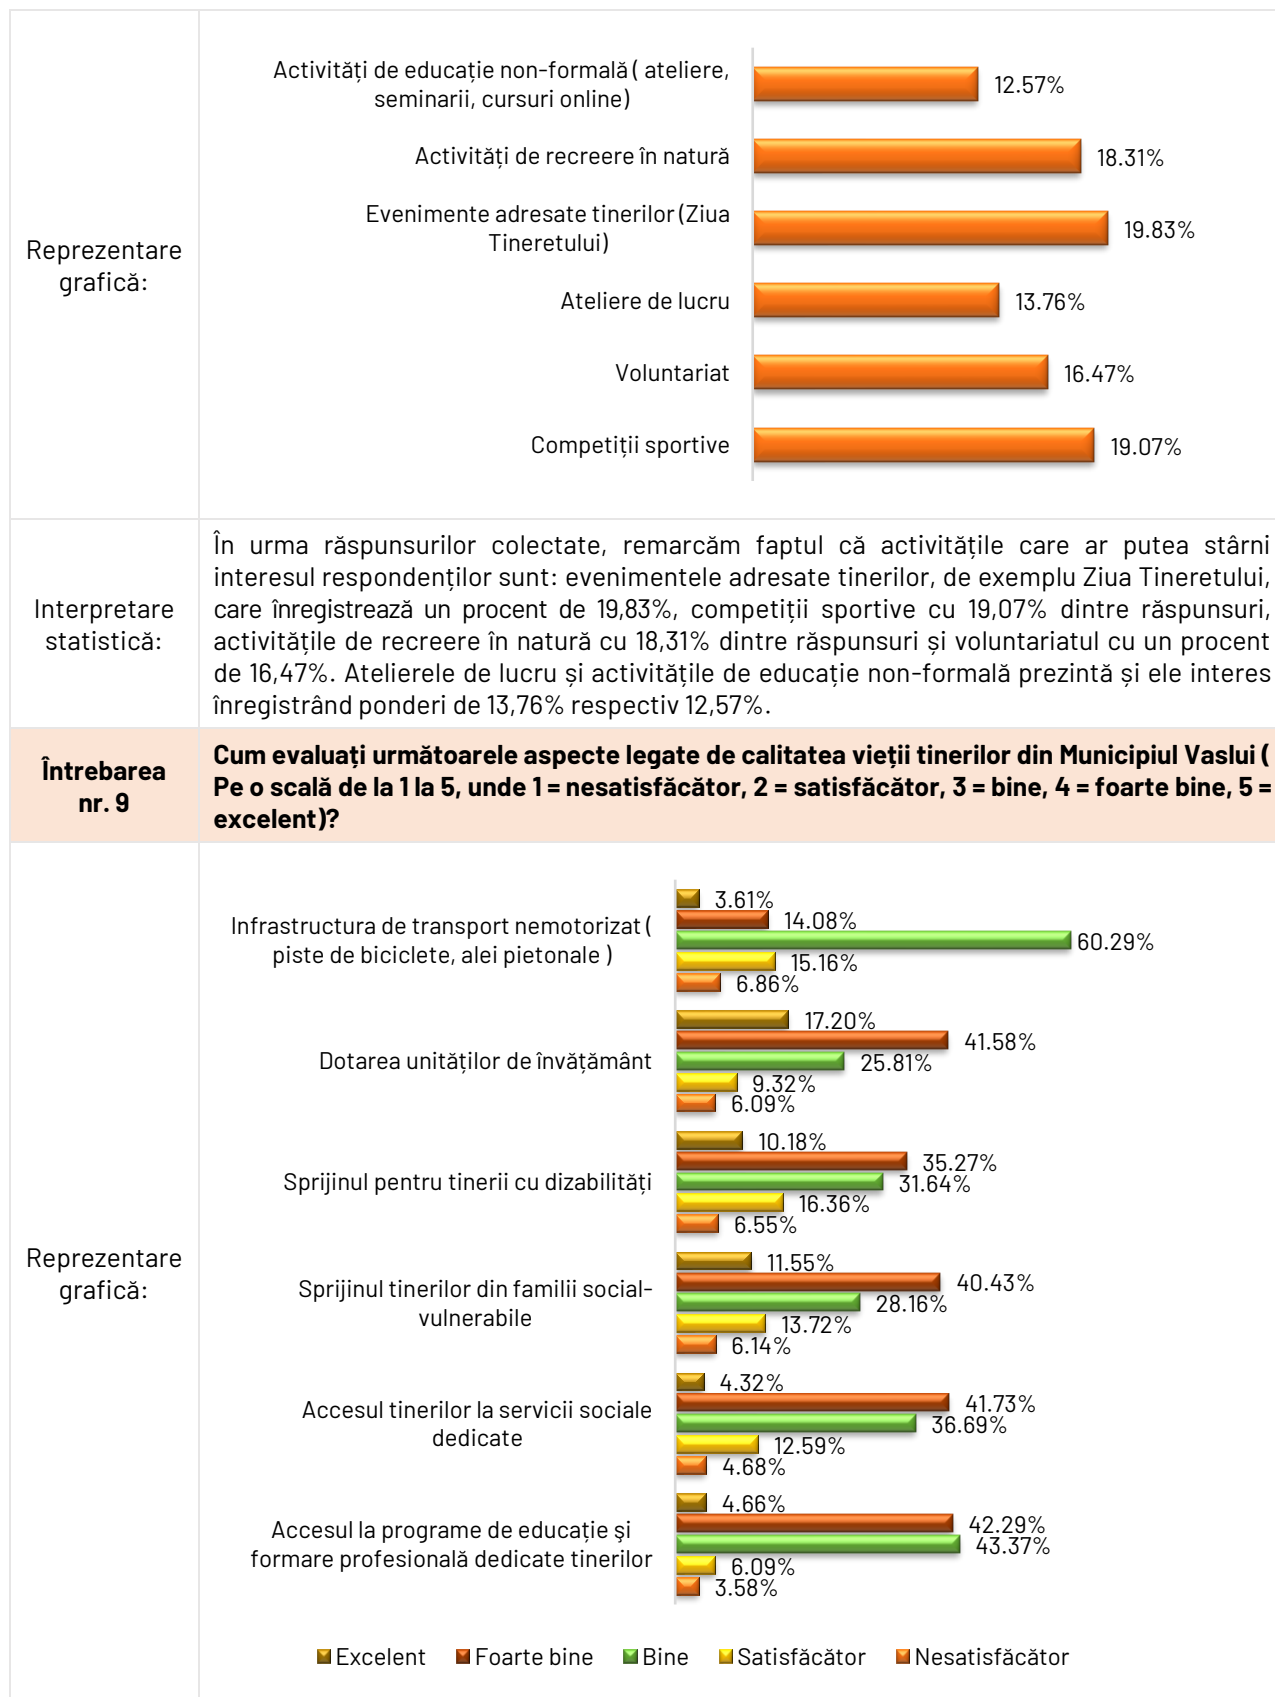 Reprezentare
grafică:
Activități de educație non-formală ( ateliere,
seminarii, cursuri online)
12.57%
Activități de recreere în natură
18.31%
Evenimente adresate tinerilor (Ziua
Tineretului)
19.83%
Ateliere de lucru
13.76%
Voluntariat
16.47%
Competiții sportive
19.07%
Interpretare
statistică:
În urma răspunsurilor colectate, remarcăm faptul că activitățile care ar putea stârni
interesul respondenților sunt: evenimentele adresate tinerilor, de exemplu Ziua Tineretului,
care înregistrează un procent de 19,83%, competiții sportive cu 19,07% dintre răspunsuri,
activitățile de recreere în natură cu 18,31% dintre răspunsuri și voluntariatul cu un procent
de 16,47%. Atelierele de lucru și activitățile de educație non-formală prezintă și ele interes
înregistrând ponderi de 13,76% respectiv 12,57%.
Întrebarea
nr. 9
Cum evaluați următoarele aspecte legate de calitatea vieții tinerilor din Municipiul Vaslui (
Pe o scală de la 1 la 5, unde 1 = nesatisfăcător, 2 = satisfăcător, 3 = bine, 4 = foarte bine, 5 =
excelent)?
Reprezentare
grafică:
Infrastructura de transport nemotorizat (
piste de biciclete, alei pietonale )
3.61%
14.08%
60.29%
15.16%
6.86%
Dotarea unităților de învățământ
17.20%
41.58%
25.81%
9.32%
6.09%
Sprijinul pentru tinerii cu dizabilități
10.18%
35.27%
31.64%
16.36%
6.55%
Sprijinul tinerilor din familii social-
vulnerabile
11.55%
40.43%
28.16%
13.72%
6.14%
Accesul tinerilor la servicii sociale
dedicate
4.32%
41.73%
36.69%
12.59%
4.68%
Accesul la programe de educație şi
formare profesională dedicate tinerilor
4.66%
42.29%
43.37%
6.09%
3.58%
Excelent Foarte bine Bine Satisfăcător Nesatisfăcător